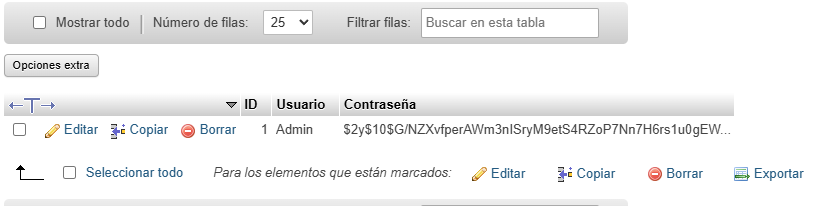 Mostrar todo Número de filas: 25 Filtrar filas: Buscar en esta tabla
Opciones extra
ID Usuario Contraseña
Editar Copiar Borrar 1 Admin $2y$10$G/NZXvfperAWm3nISryM9etS4RZoP7Nn7H6rs1u0gEW...
Seleccionar todo Para los elementos que están marcados: Editar Copiar Borrar Exportar